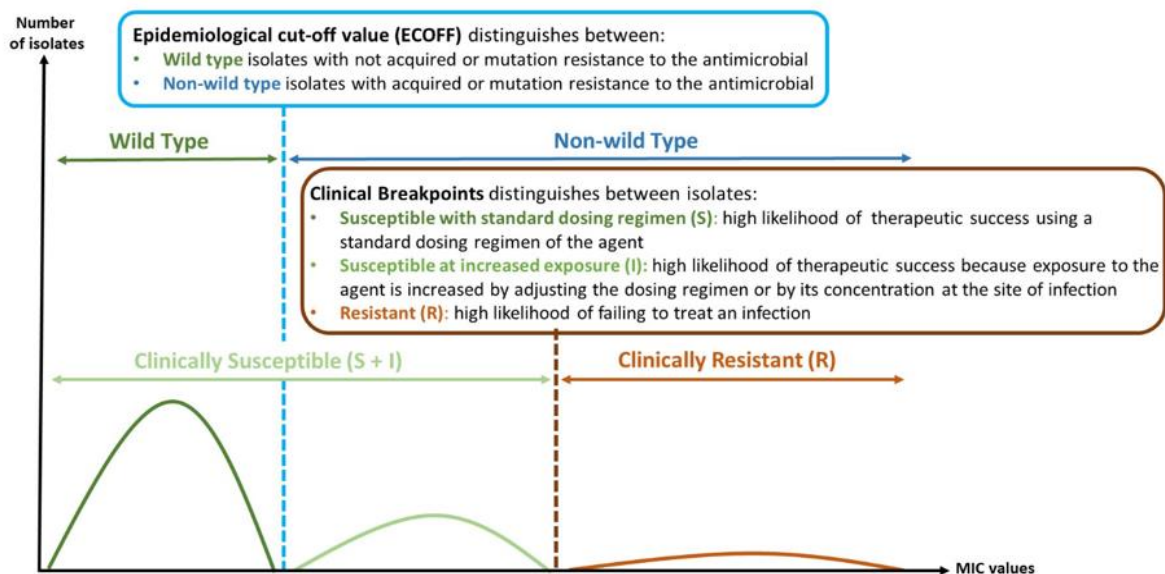 Number
of isolates
Epidemiological cut-off value (ECOFF) distinguishes between:
• Wild type isolates with not acquired or mutation resistance to the antimicrobial
• Non-wild type isolates with acquired or mutation resistance to the antimicrobial
Wild Type
Non-wild Type
Clinical Breakpoints distinguishes between isolates:
• Susceptible with standard dosing regimen (S): high likelihood of therapeutic success using a
standard dosing regimen of the agent
• Susceptible at increased exposure (I): high likelihood of therapeutic success because exposure to the
agent is increased by adjusting the dosing regimen or by its concentration at the site of infection
• Resistant (R): high likelihood of failing to treat an infection
Clinically Susceptible (S + I)
Clinically Resistant (R)
MIC values